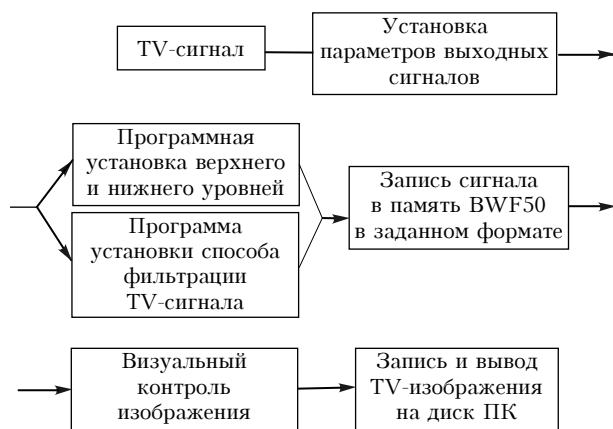 TV-сигнал
Установка
параметров выходных
сигналов
Программная
установка верхнего
и нижнего уровней
Программа
установки способа
фильтрации
TV-сигнала
Запись сигнала
в память BWF50
в заданном формате
Визуальный
контроль
изображения
Запись и вывод
TV-изображения
на диск ПК